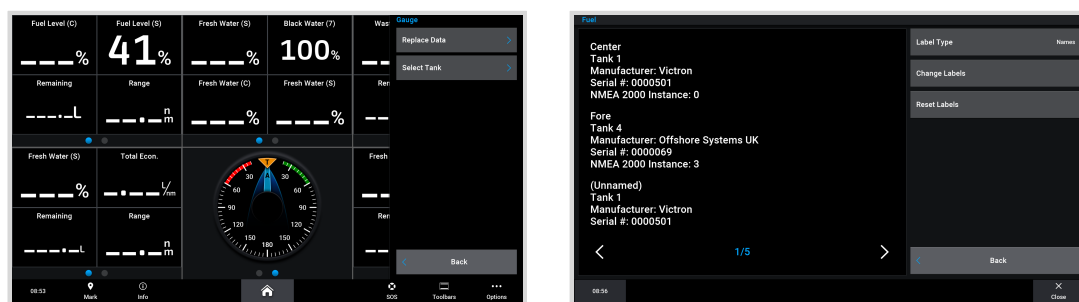 Fuel Level (C)
Fuel Level (S)
Fresh Water (S)
Black Water (7)
Gauge
___%
41%
___%
100%
Replace Data
Select Tank
Remaining
Range
Fresh Water (C)
Fresh Water (S)
___._L
__._ n m
___%
___%
Fresh Water (S)
Total Econ.
Fresh
___%
_._ L/nm
T
A
30
30
60
60
90
90
120
120
150
150
180
Remaining
Range
___._L
__._ n m
Back
08:53
Mark
Info
SOS
Toolbars
Options
Fuel
Center
Tank 1
Manufacturer: Victron
Serial #: 0000501
NMEA 2000 Instance: 0
Fore
Tank 4
Manufacturer: Offshore Systems UK
Serial #: 0000069
NMEA 2000 Instance: 3
(Unnamed)
Tank 1
Manufacturer: Victron
Serial #: 0000501
1/5
Label Type Names
Change Labels
Reset Labels
Back
08:56
Close